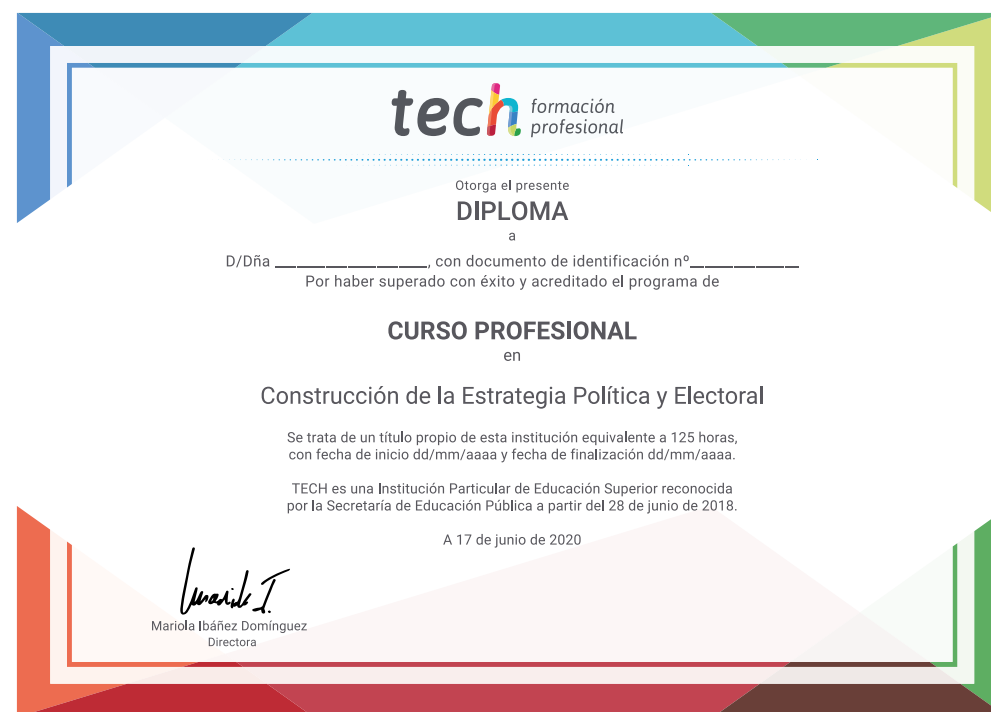 tech formación
profesional
Otorga el presente
DIPLOMA
a
D/Dña ____________________, con documento de identificación nº______________
Por haber superado con éxito y acreditado el programa de
CURSO PROFESIONAL
en
Construcción de la Estrategia Política y Electoral
Se trata de un título propio de esta institución equivalente a 125 horas,
con fecha de inicio dd/mm/aaaa y fecha de finalización dd/mm/aaaa.
TECH es una Institución Particular de Educación Superior reconocida
por la Secretaría de Educación Pública a partir del 28 de junio de 2018.
A 17 de junio de 2020
Mariola Ibáñez Domínguez
Directora